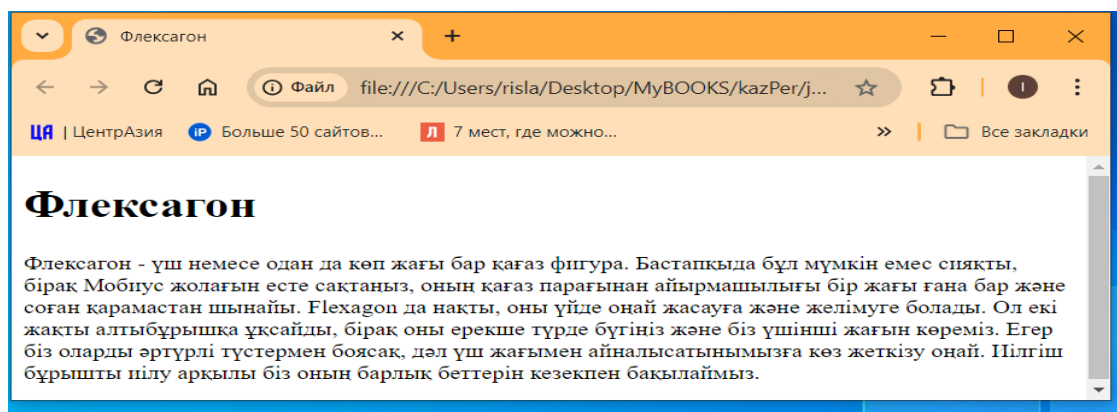 Флексагон
Файл file:///C:/Users/risla/Desktop/MyBOOKS/kazPer/j... I
ЦА | ЦентрАзия iP Больше 50 сайтов... Л 7 мест, где можно... » Все закладки
Флексагон
Флексагон - үш немесе одан да көп жағы бар қағаз фигура. Бастапқыда бұл мүмкін емес сияқты,
бірақ Мобиус жолағын есте сақтаңыз, оның қағаз парағынан айырмашылығы бір жағы ғана бар және
соған қарамастан шынайы. Flexagon да нақты, оны үйде оңай жасауға және желімуге болады. Ол екі
жақты алтыбұрышқа ұқсайды, бірақ оны ерекше түрде бүгіңіз және біз үшінші жағын көреміз. Егер
біз оларды әртүрлі түстермен боясақ, дәл үш жағымен айналысатынымызға көз жеткізу оңай. Иілгіш
бұрышты иілу арқылы біз оның барлық беттерін кезекпен бақылаймыз.